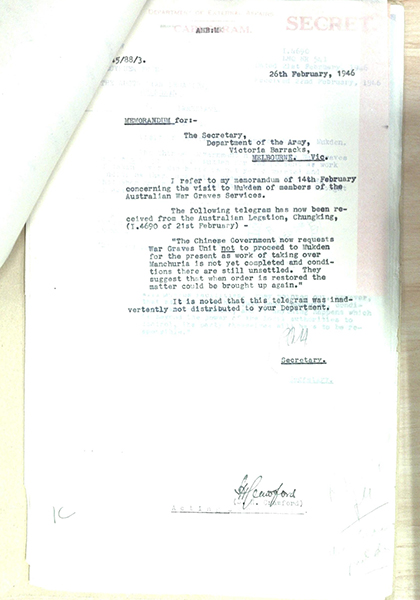 AHB:MC
SECRET.
5/88/3.
26th February, 1946
MEMORANDUM for:-
The Secretary,
Department of the Army,
Victoria Barracks,
MELBOURNE. Vic.
I refer to my memorandum of 14th February
concerning the visit to Mukden of members of the
Australian War Graves Services.
The following telegram has now been re-
ceived from the Australian Legation, Chungking,
(I.4690 of 21st February) -
"The Chinese Government now requests
War Graves Unit not to proceed to Mukden
for the present as work of taking over
Manchuria is not yet completed and condi-
tions there are still unsettled. They
suggest that when order is restored the
matter could be brought up again."
It is noted that this telegram was inad-
vertently not distributed to your Department.
Secretary.